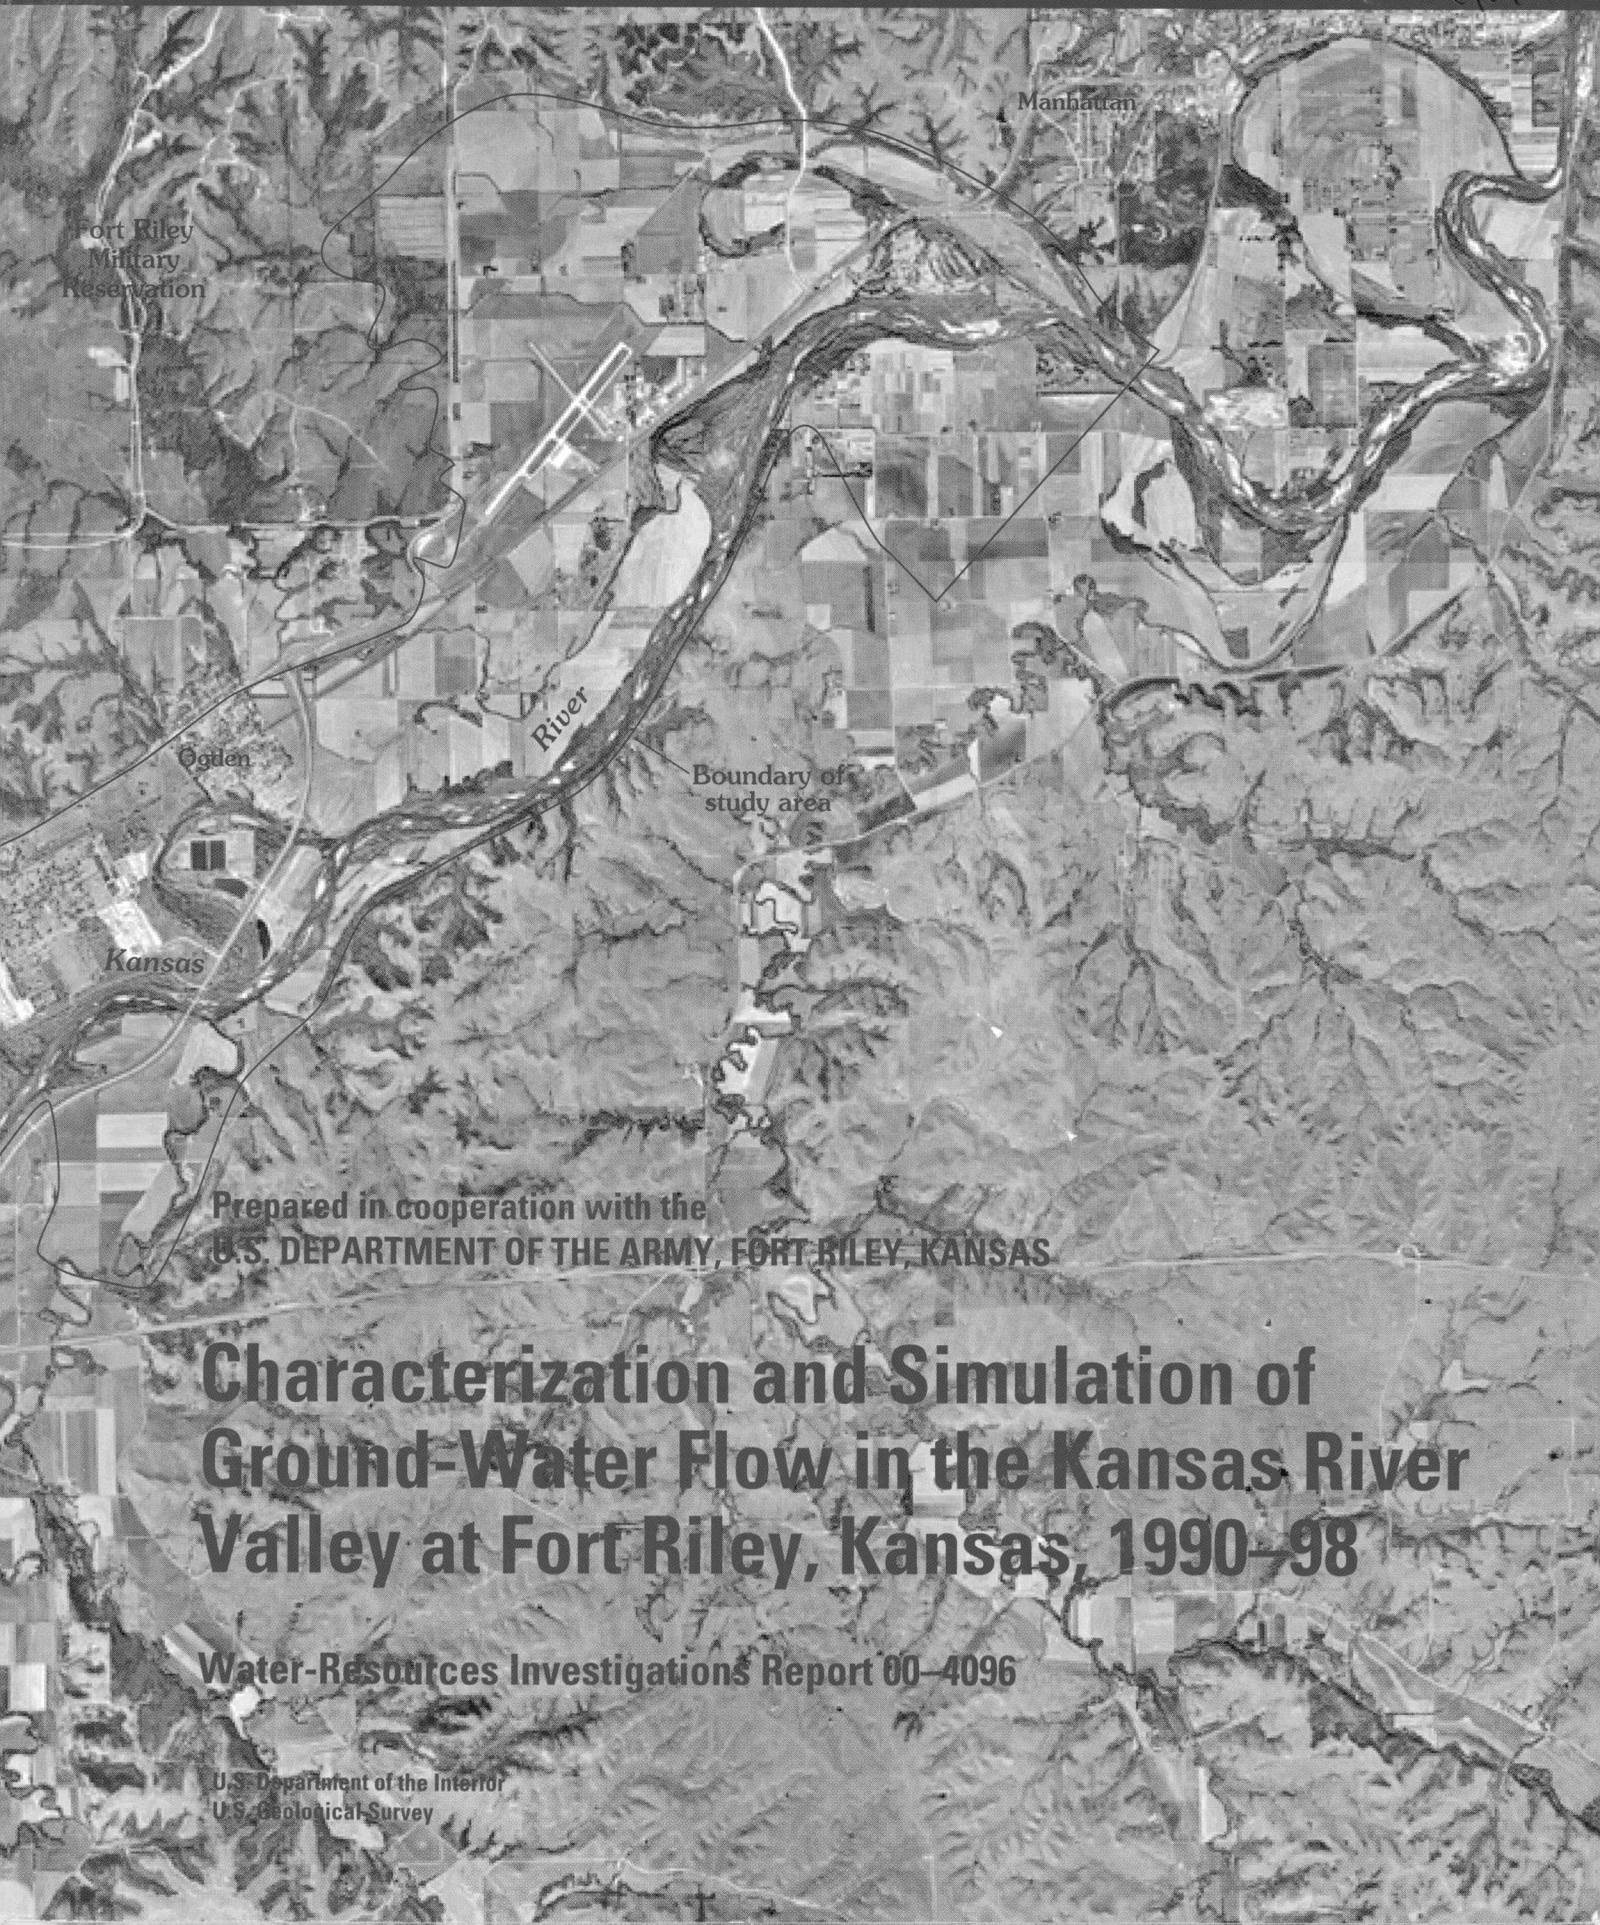 Manhattan
Fort Riley
Military
Reservation
River
Ogden
Boundary of
study area
Kansas
Prepared in cooperation with the
U.S. DEPARTMENT OF THE ARMY, FORT RILEY, KANSAS
Characterization and Simulation of
Ground-Water Flow in the Kansas River
Valley at Fort Riley, Kansas, 1990–98
Water-Resources Investigations Report 00–4096
U.S. Department of the Interior
U.S. Geological Survey